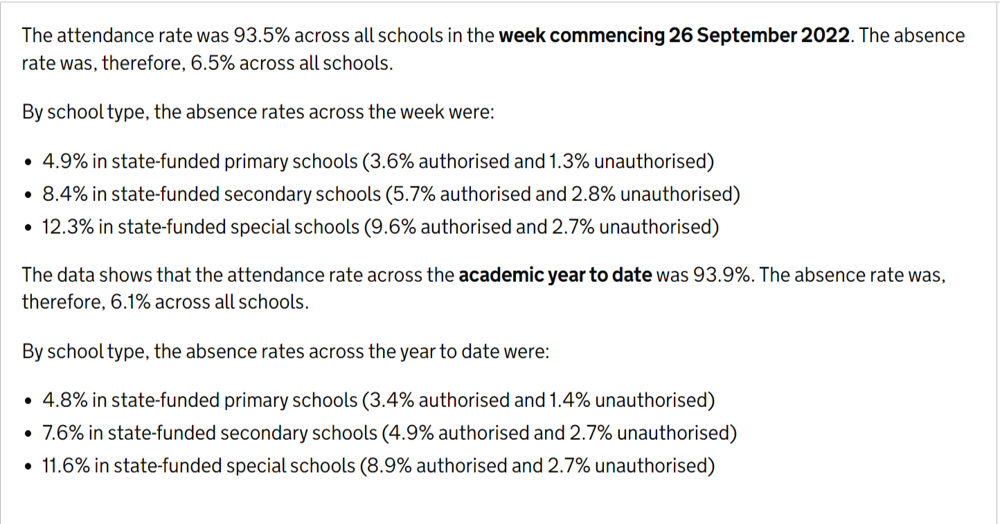 The attendance rate was 93.5% across all schools in the week commencing 26 September 2022. The absence
rate was, therefore, 6.5% across all schools.
By school type, the absence rates across the week were:
• 4.9% in state-funded primary schools (3.6% authorised and 1.3% unauthorised)
• 8.4% in state-funded secondary schools (5.7% authorised and 2.8% unauthorised)
• 12.3% in state-funded special schools (9.6% authorised and 2.7% unauthorised)
The data shows that the attendance rate across the academic year to date was 93.9%. The absence rate was,
therefore, 6.1% across all schools.
By school type, the absence rates across the year to date were:
• 4.8% in state-funded primary schools (3.4% authorised and 1.4% unauthorised)
• 7.6% in state-funded secondary schools (4.9% authorised and 2.7% unauthorised)
• 11.6% in state-funded special schools (8.9% authorised and 2.7% unauthorised)